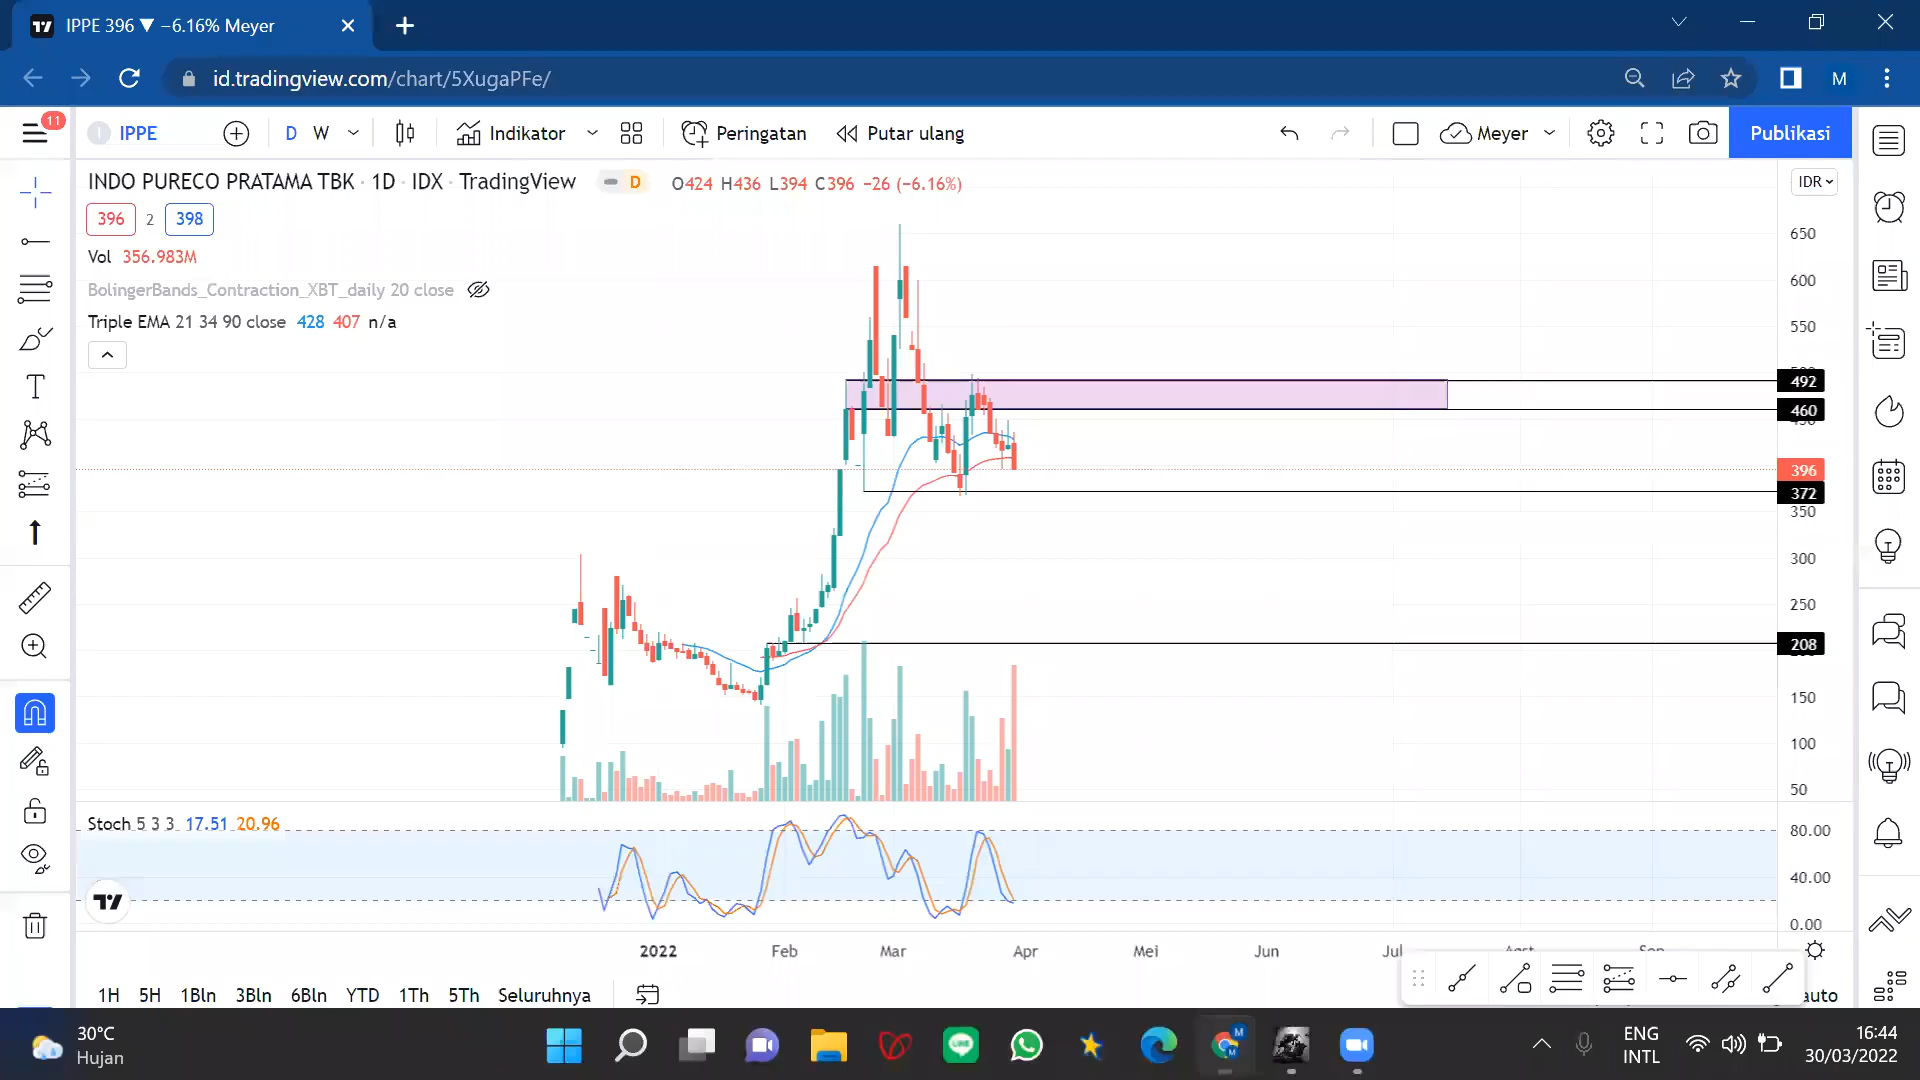 IPPE 396 ▼ −6.16% Meyer
id.tradingview.com/chart/5XugaPFe/
M
11
IPPE
D W
Indikator
Peringatan
Putar ulang
Meyer
Publikasi
INDO PURECO PRATAMA TBK · 1D · IDX · TradingView
D
O424 H436 L394 C396 −26 (−6.16%)
IDR
396 2 398
Vol 356.983M
BolingerBands_Contraction_XBT_daily 20 close
Triple EMA 21 34 90 close 428 407 n/a
650
600
550
492
460
396
372
350
300
250
208
150
100
50
Stoch 5 3 3 17.51 20.96
80.00
40.00
0.00
2022 Feb Mar Apr Mei Jun Jul
1H 5H 1Bln 3Bln 6Bln YTD 1Th 5Th Seluruhnya
auto
30°C
Hujan
ENG
INTL
16:44
30/03/2022